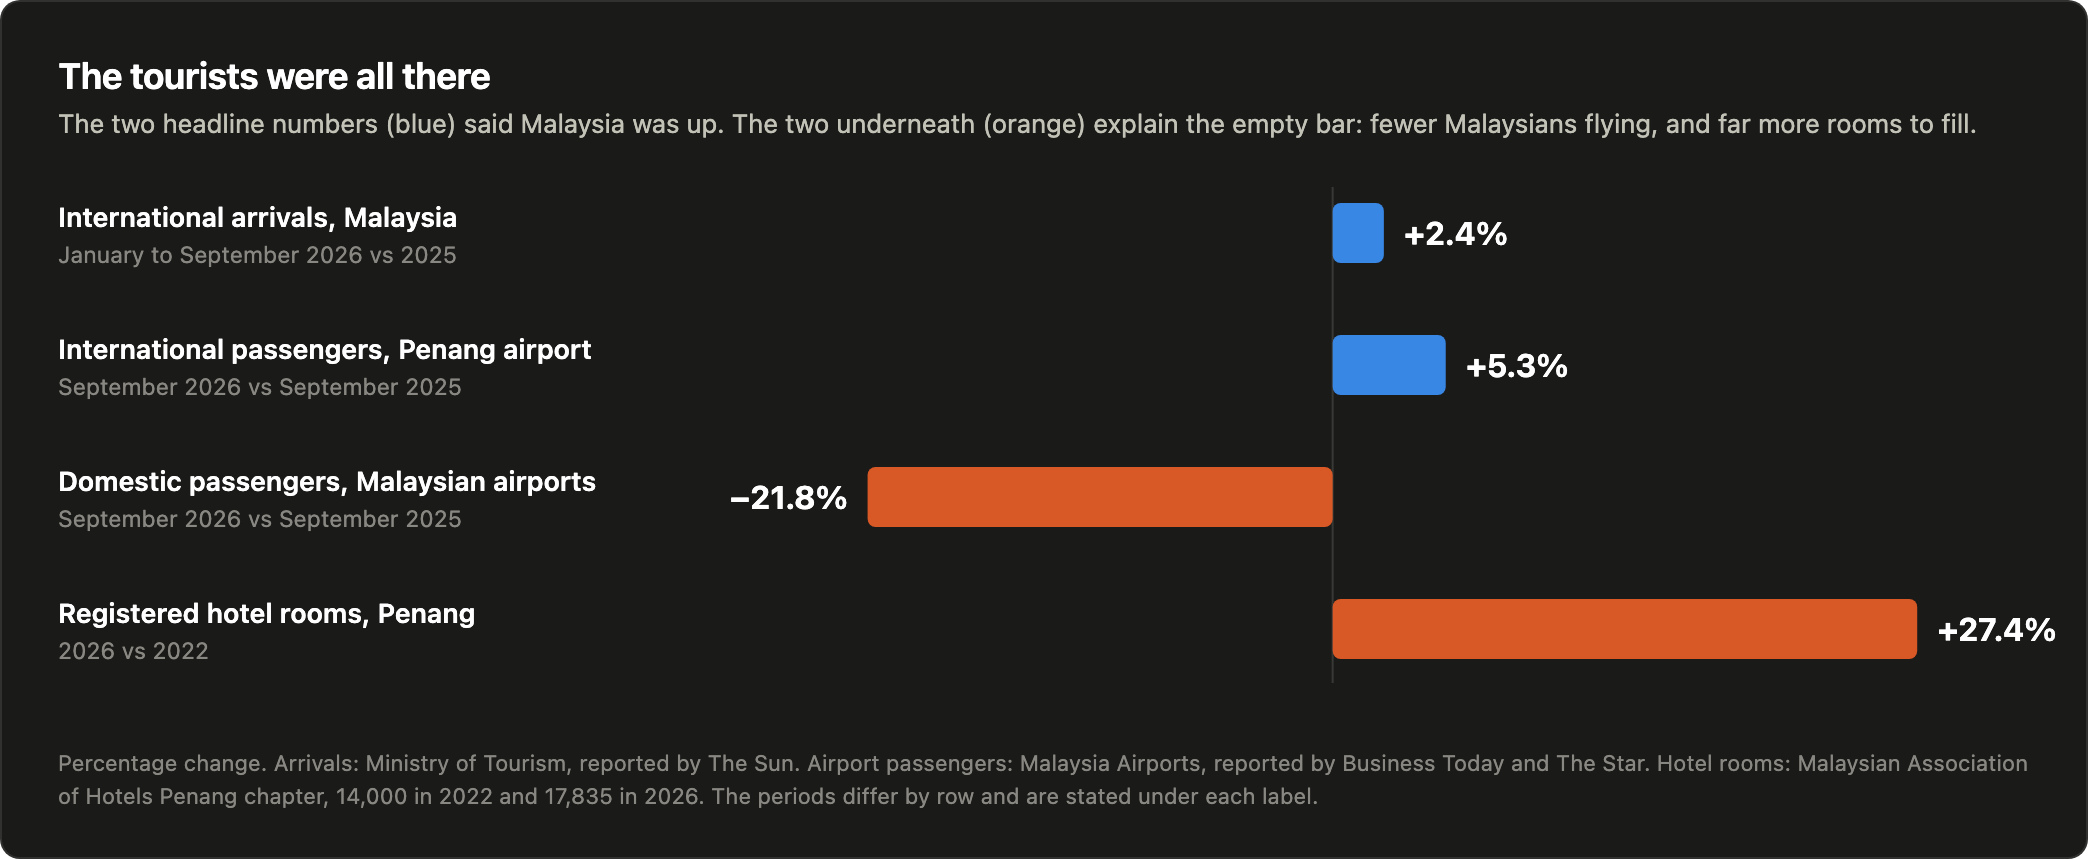 The tourists were all there
The two headline numbers (blue) said Malaysia was up. The two underneath (orange) explain the empty bar: fewer Malaysians flying, and far more rooms to fill.
International arrivals, Malaysia
January to September 2026 vs 2025
+2.4%
International passengers, Penang airport
September 2026 vs September 2025
+5.3%
Domestic passengers, Malaysian airports
September 2026 vs September 2025
−21.8%
Registered hotel rooms, Penang
2026 vs 2022
+27.4%
Percentage change. Arrivals: Ministry of Tourism, reported by The Sun. Airport passengers: Malaysia Airports, reported by Business Today and The Star. Hotel rooms: Malaysian Association
of Hotels Penang chapter, 14,000 in 2022 and 17,835 in 2026. The periods differ by row and are stated under each label.